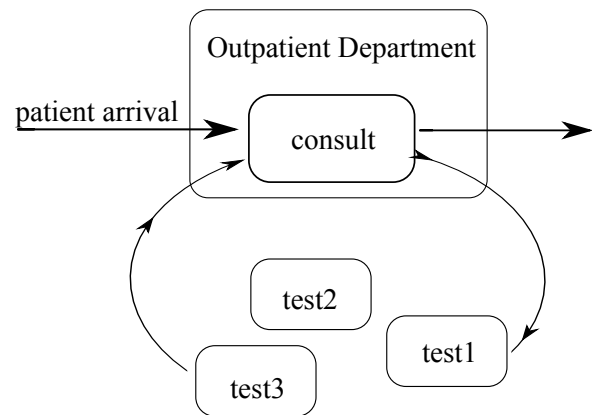 Outpatient Department
patient arrival
consult
test2
test1
test3